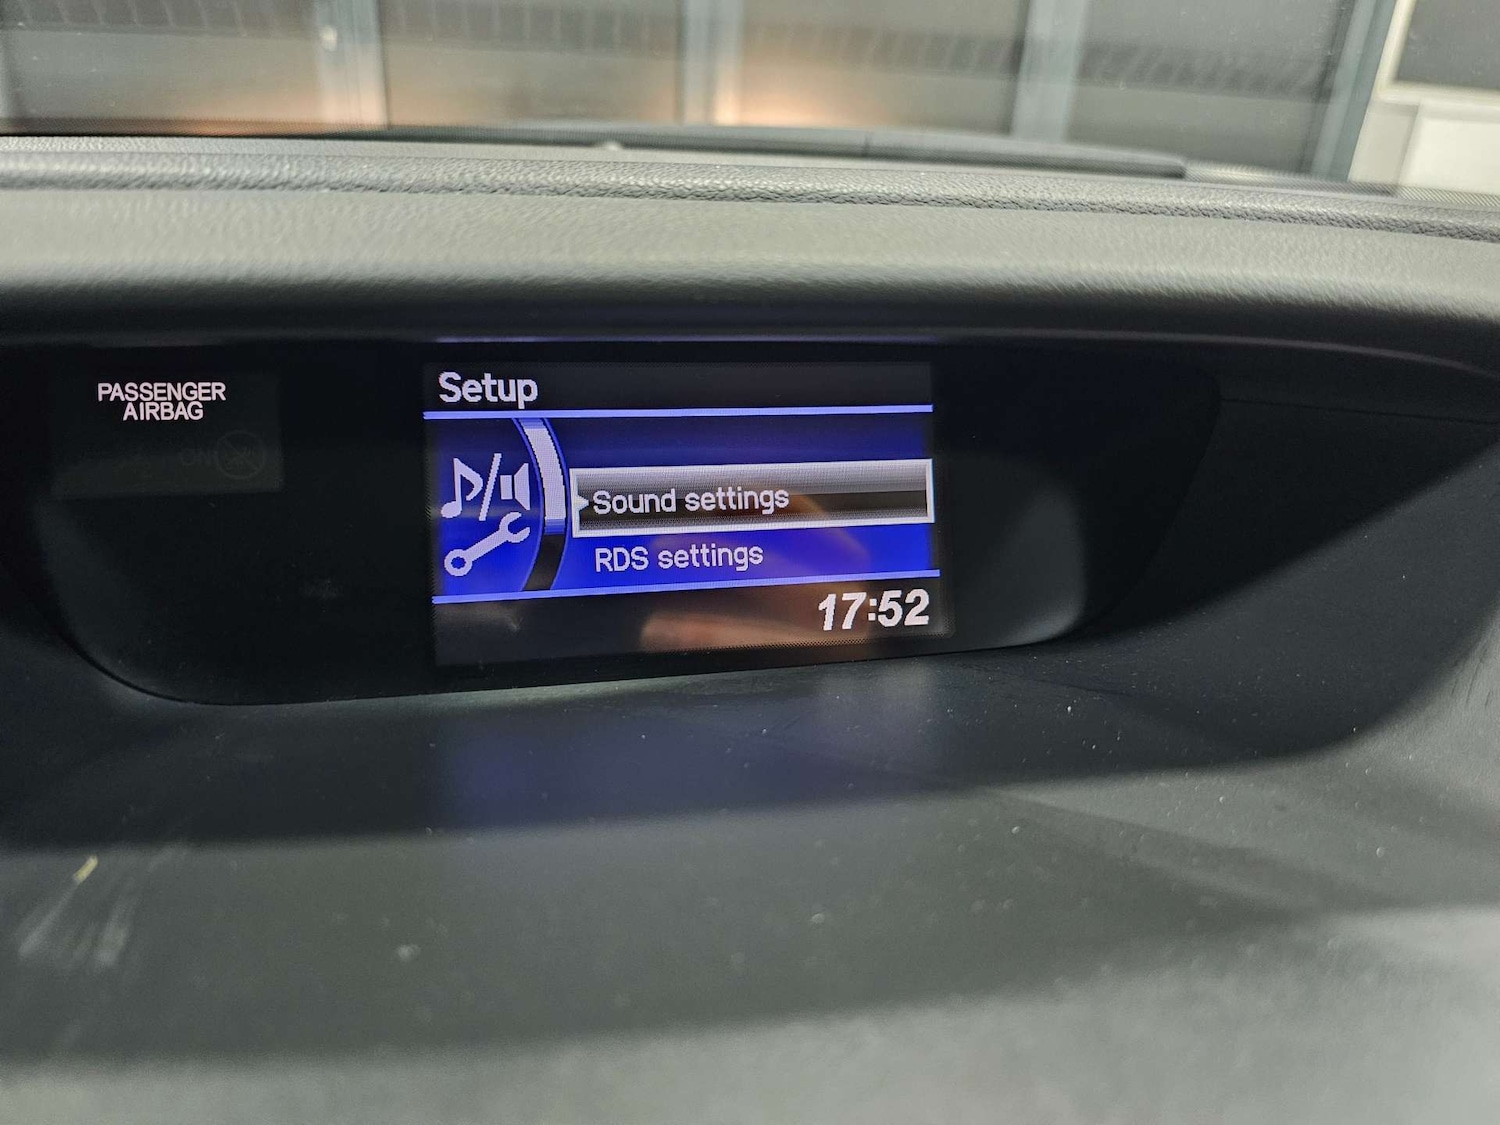 PASSENGER
AIRBAG
Setup
Sound settings
RDS settings
17:52